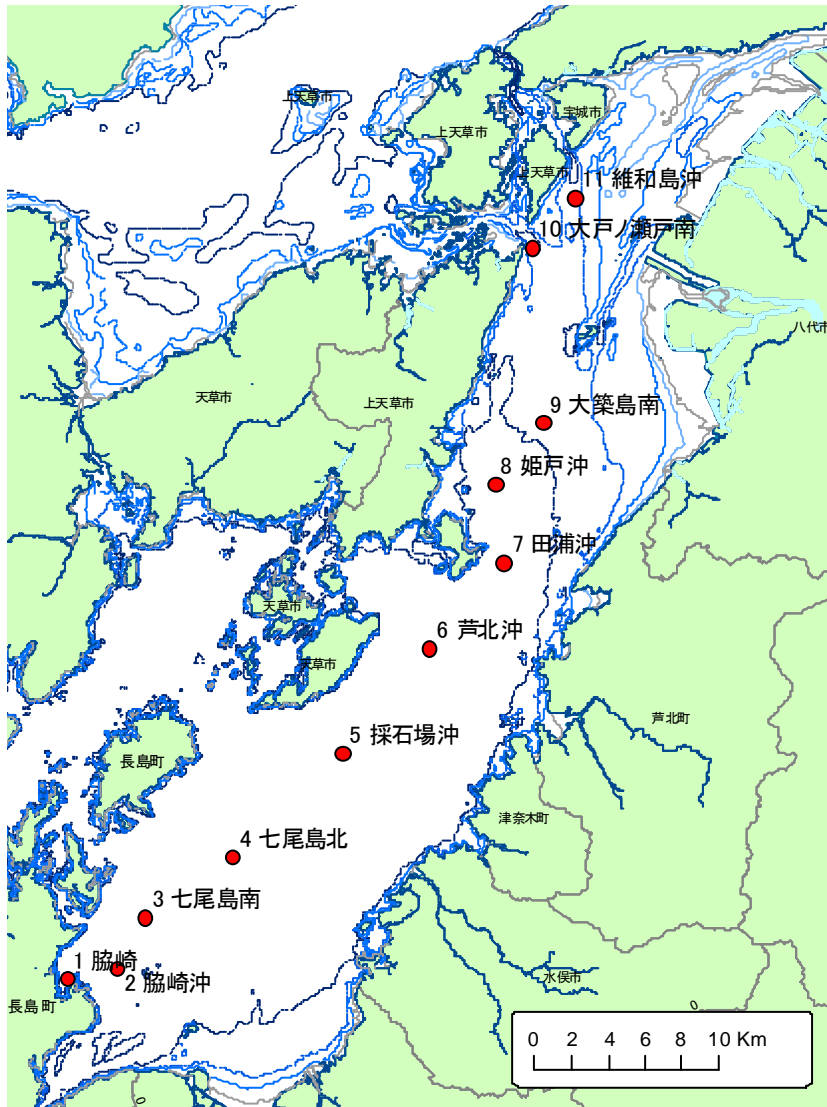 上天草市
宇城市
上天草市
上天草市
11 維和島沖
10 大戸ノ瀬戸南
八代市
天草市
上天草市
9 大築島南
8 姫戸沖
7 田浦沖
天草市
6 芦北沖
天草市
芦北町
5 採石場沖
長島町
津奈木町
4 七尾島北
3 七尾島南
1 脇崎
2 脇崎沖
水俣市
長島町
0
0 2 4 6 8 10 Km
0